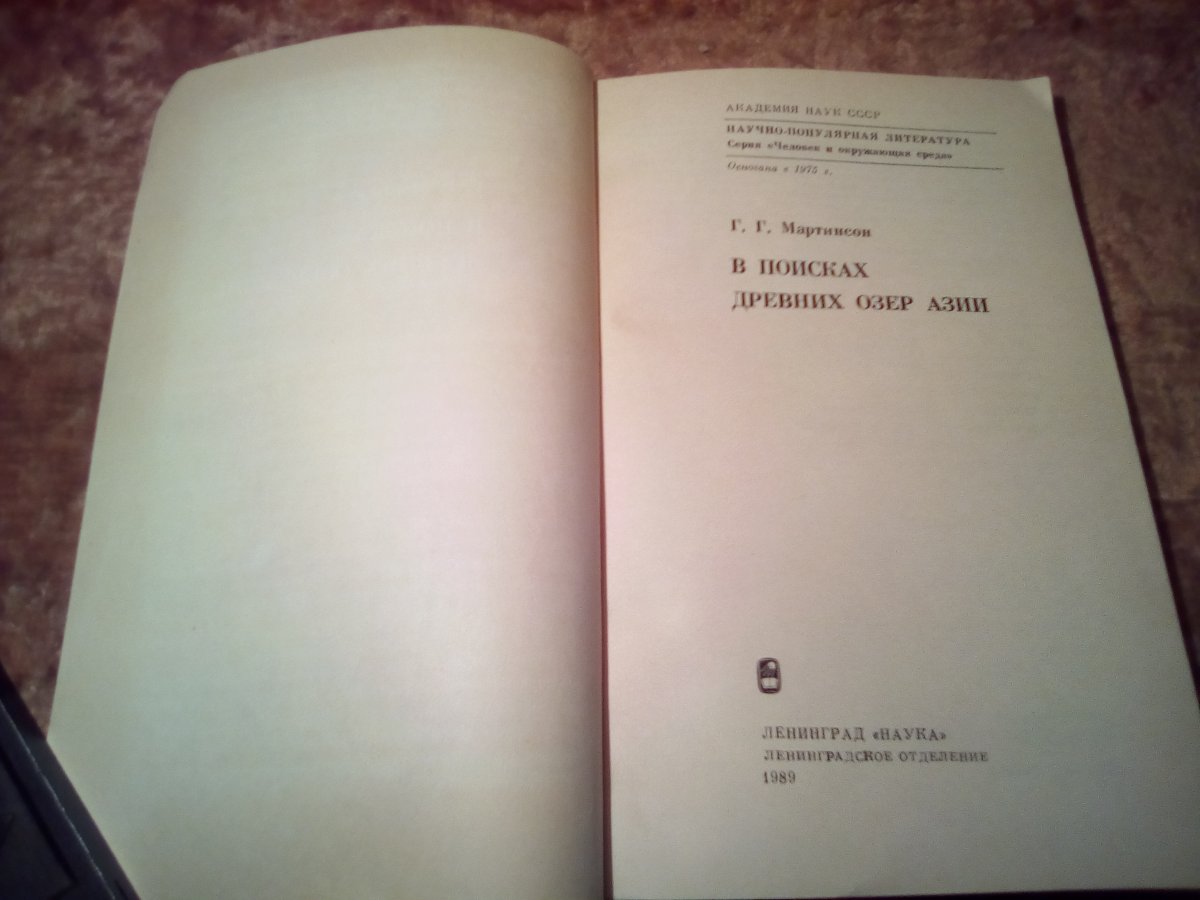 АКАДЕМИЯ НАУК СССР
НАУЧНО-ПОПУЛЯРНАЯ ЛИТЕРАТУРА
Серия «Человек и окружающая среда»
Основана в 1975 г.
Г. Г. Мартинсон
В ПОИСКАХ
ДРЕВНИХ ОЗЕР АЗИИ
ЛЕНИНГРАД «НАУКА»
ЛЕНИНГРАДСКОЕ ОТДЕЛЕНИЕ
1989